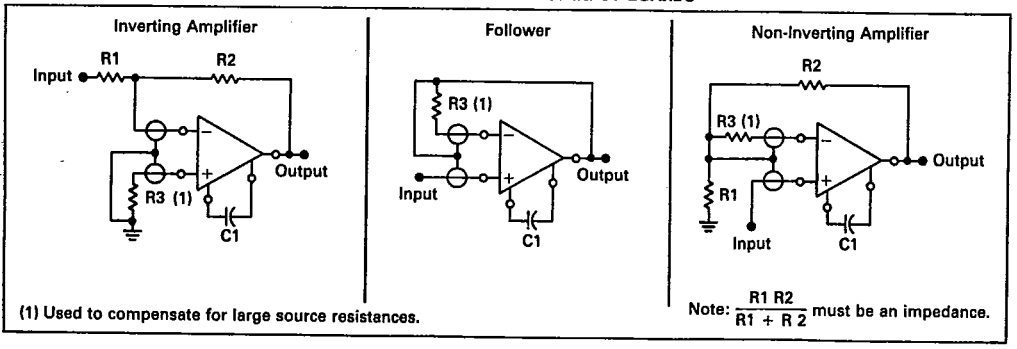 Inverting Amplifier
R1
R2
Input
R3 (1)
−
+
Output
C1
Follower
R3 (1)
−
+
Input
Output
C1
Non-Inverting Amplifier
R2
R3 (1)
−
+
Output
R1
Input
C1
(1) Used to compensate for large source resistances.
Note: R1 R2 / R1 + R 2 must be an impedance.